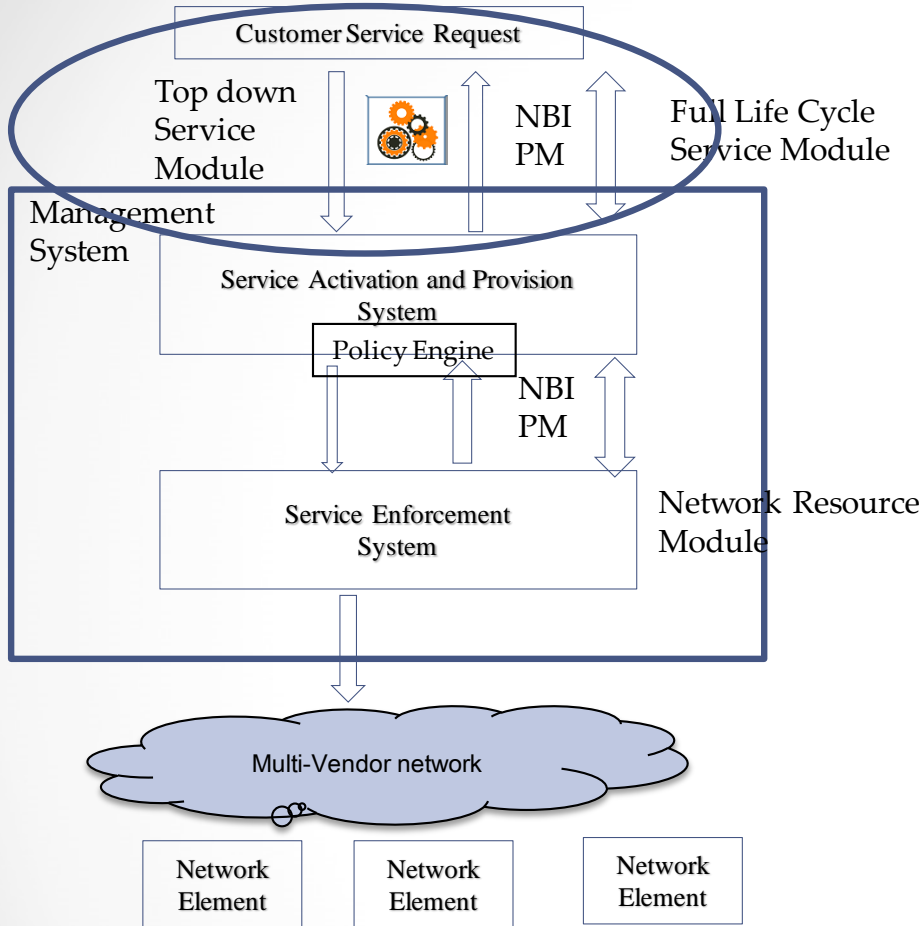 Customer Service Request
Top down
Service
Module
NBI
PM
Full Life Cycle
Service Module
Management
System
Service Activation and Provision
System
Policy Engine
NBI
PM
Service Enforcement
System
Network Resource
Module
Multi-Vendor network
Network
Element
Network
Element
Network
Element